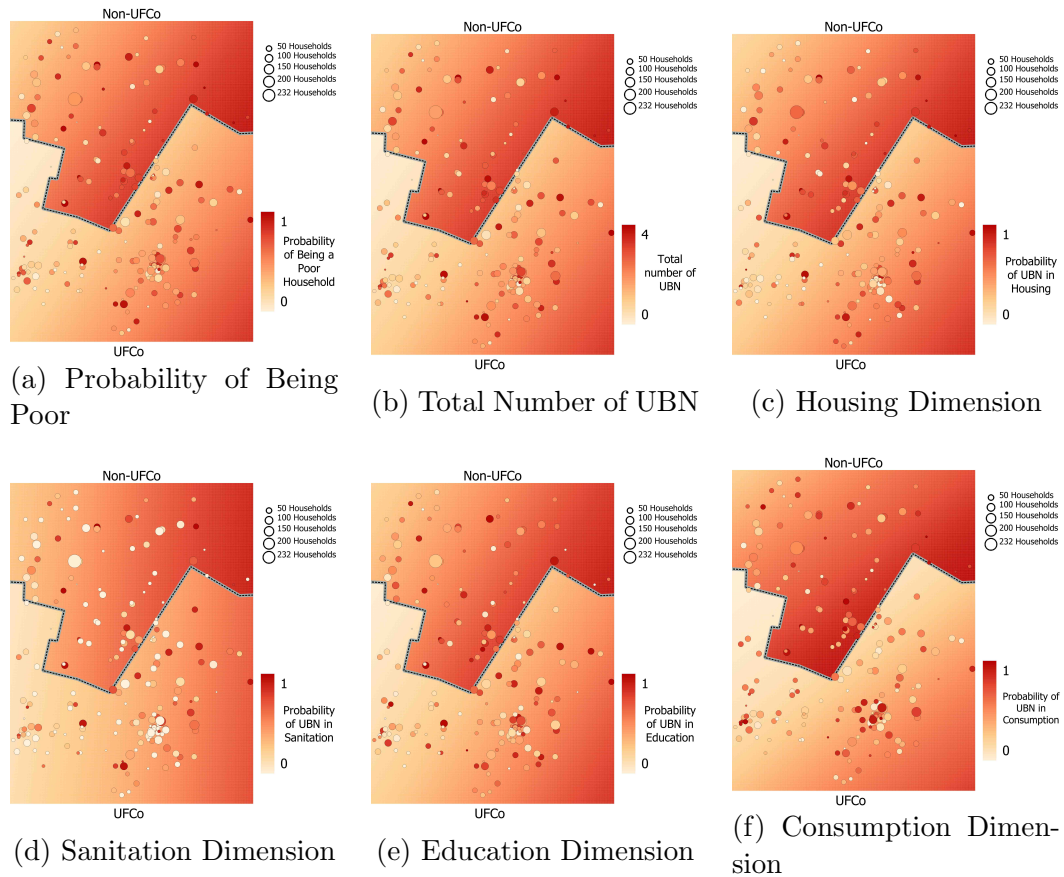 Non-UFCo
50 Households
100 Households
150 Households
200 Households
232 Households
1
Probability
of Being a
Poor
Household
0
UFCo
(a) Probability of Being
Poor
Non-UFCo
50 Households
100 Households
150 Households
200 Households
232 Households
4
Total
number of
UBN
0
UFCo
(b) Total Number of UBN
Non-UFCo
50 Households
100 Households
150 Households
200 Households
232 Households
1
Probability
of UBN in
Housing
0
UFCo
(c) Housing Dimension
Non-UFCo
50 Households
100 Households
150 Households
200 Households
232 Households
1
Probability
of UBN in
Sanitation
0
UFCo
(d) Sanitation Dimension
Non-UFCo
50 Households
100 Households
150 Households
200 Households
232 Households
1
Probability
of UBN in
Education
0
UFCo
(e) Education Dimension
Non-UFCo
50 Households
100 Households
150 Households
200 Households
232 Households
1
Probability of
UBN in
Consumption
0
UFCo
(f) Consumption Dimen-
sion